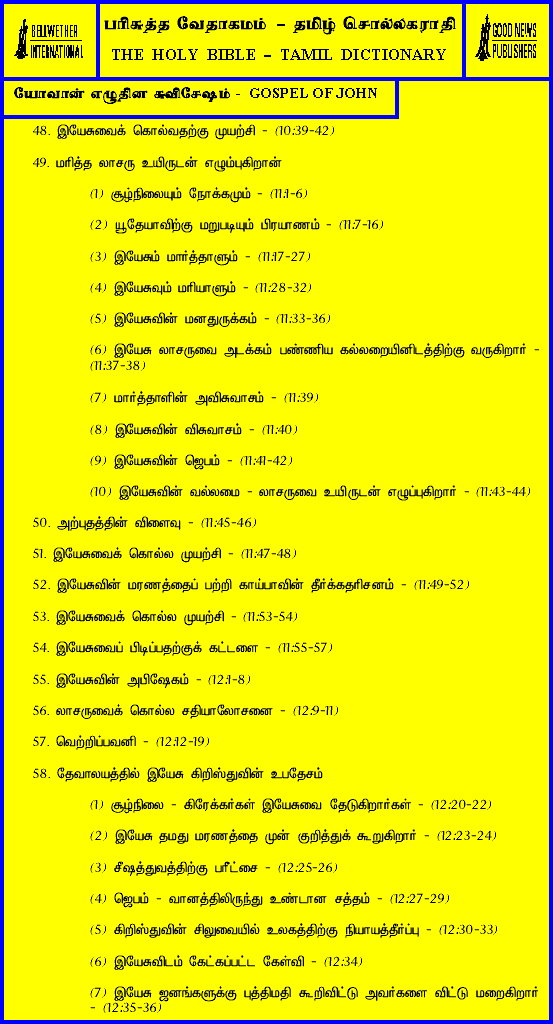 BELLWETHER
INTERNATIONAL
பரிசுத்த வேதாகமம் – தமிழ் சொல்லகராதி
THE HOLY BIBLE – TAMIL DICTIONARY
GOOD NEWS
PUBLISHERS
யோவான் எழுதின சுவிசேஷம் - GOSPEL OF JOHN
48. இயேசுவைக் கொல்வதற்கு முயற்சி - (10:39-42)
49. மரித்த லாசரு உயிருடன் எழும்புகிறான்
(1) சூழ்நிலையும் நோக்கமும் - (11:1-6)
(2) யூதேயாவிற்கு மறுபடியும் பிரயாணம் - (11:7-16)
(3) இயேசும் மார்த்தாளும் - (11:17-27)
(4) இயேசுவும் மரியாளும் - (11:28-32)
(5) இயேசுவின் மனதுருக்கம் - (11:33-36)
(6) இயேசு லாசருவை அடக்கம் பண்ணிய கல்லறையினிடத்திற்கு வருகிறார் -
(11:37-38)
(7) மார்த்தாளின் அவிசுவாசம் - (11:39)
(8) இயேசுவின் விசுவாசம் - (11:40)
(9) இயேசுவின் ஜெபம் - (11:41-42)
(10) இயேசுவின் வல்லமை - லாசருவை உயிருடன் எழுப்புகிறார் - (11:43-44)
50. அற்புதத்தின் விளைவு - (11:45-46)
51. இயேசுவைக் கொல்ல முயற்சி - (11:47-48)
52. இயேசுவின் மரணத்தைப் பற்றி காய்பாவின் தீர்க்கதரிசனம் - (11:49-52)
53. இயேசுவைக் கொல்ல முயற்சி - (11:53-54)
54. இயேசுவைப் பிடிப்பதற்குக் கட்டளை - (11:55-57)
55. இயேசுவின் அபிஷேகம் - (12:1-8)
56. லாசருவைக் கொல்ல சதியாலோசனை - (12:9-11)
57. வெற்றிப்பவனி - (12:12-19)
58. தேவாலயத்தில் இயேசு கிறிஸ்துவின் உபதேசம்
(1) சூழ்நிலை - கிரேக்கர்கள் இயேசுவை தேடுகிறார்கள் - (12:20-22)
(2) இயேசு தமது மரணத்தை முன் குறித்துக் கூறுகிறார் - (12:23-24)
(3) சீஷத்துவத்திற்கு பரீட்சை - (12:25-26)
(4) ஜெபம் - வானத்திலிருந்து உண்டான சத்தம் - (12:27-29)
(5) கிறிஸ்துவின் சிலுவையில் உலகத்திற்கு நியாயத்தீர்ப்பு - (12:30-33)
(6) இயேசுவிடம் கேட்கப்பட்ட கேள்வி - (12:34)
(7) இயேசு ஜனங்களுக்கு புத்திமதி கூறிவிட்டு அவர்களை விட்டு மறைகிறார்
- (12:35-36)